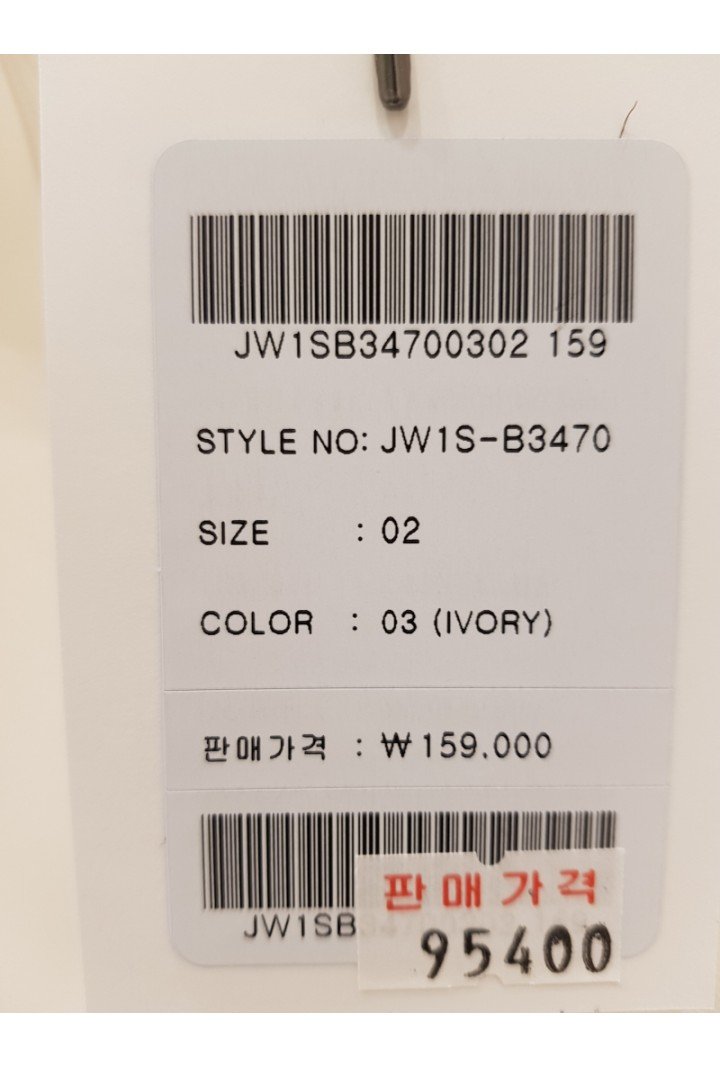 JW1SB34700302 159
STYLE NO: JW1S-B3470
SIZE : 02
COLOR : 03 (IVORY)
판매가격 : ₩159.000
판매가격
JW1SB
95400